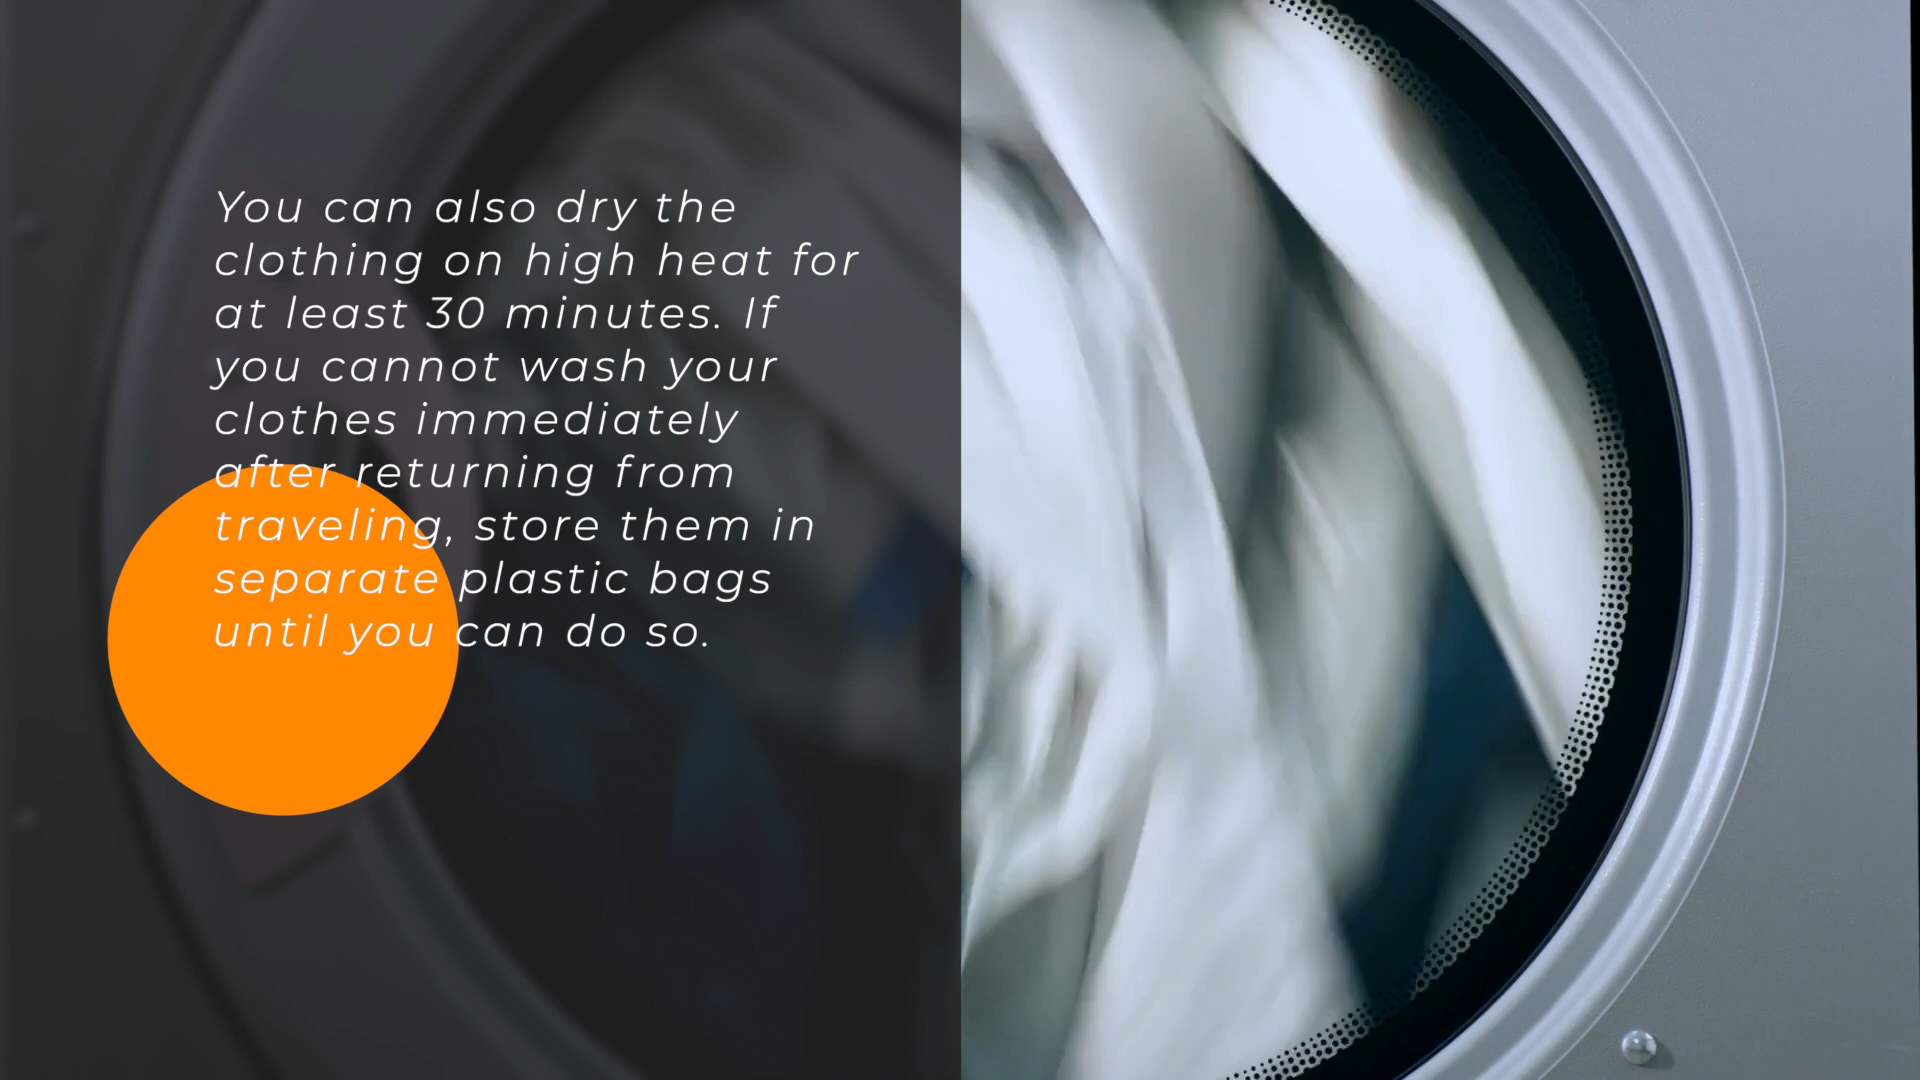 You can also dry the
clothing on high heat for
at least 30 minutes. If
you cannot wash your
clothes immediately
after returning from
traveling, store them in
separate plastic bags
until you can do so.